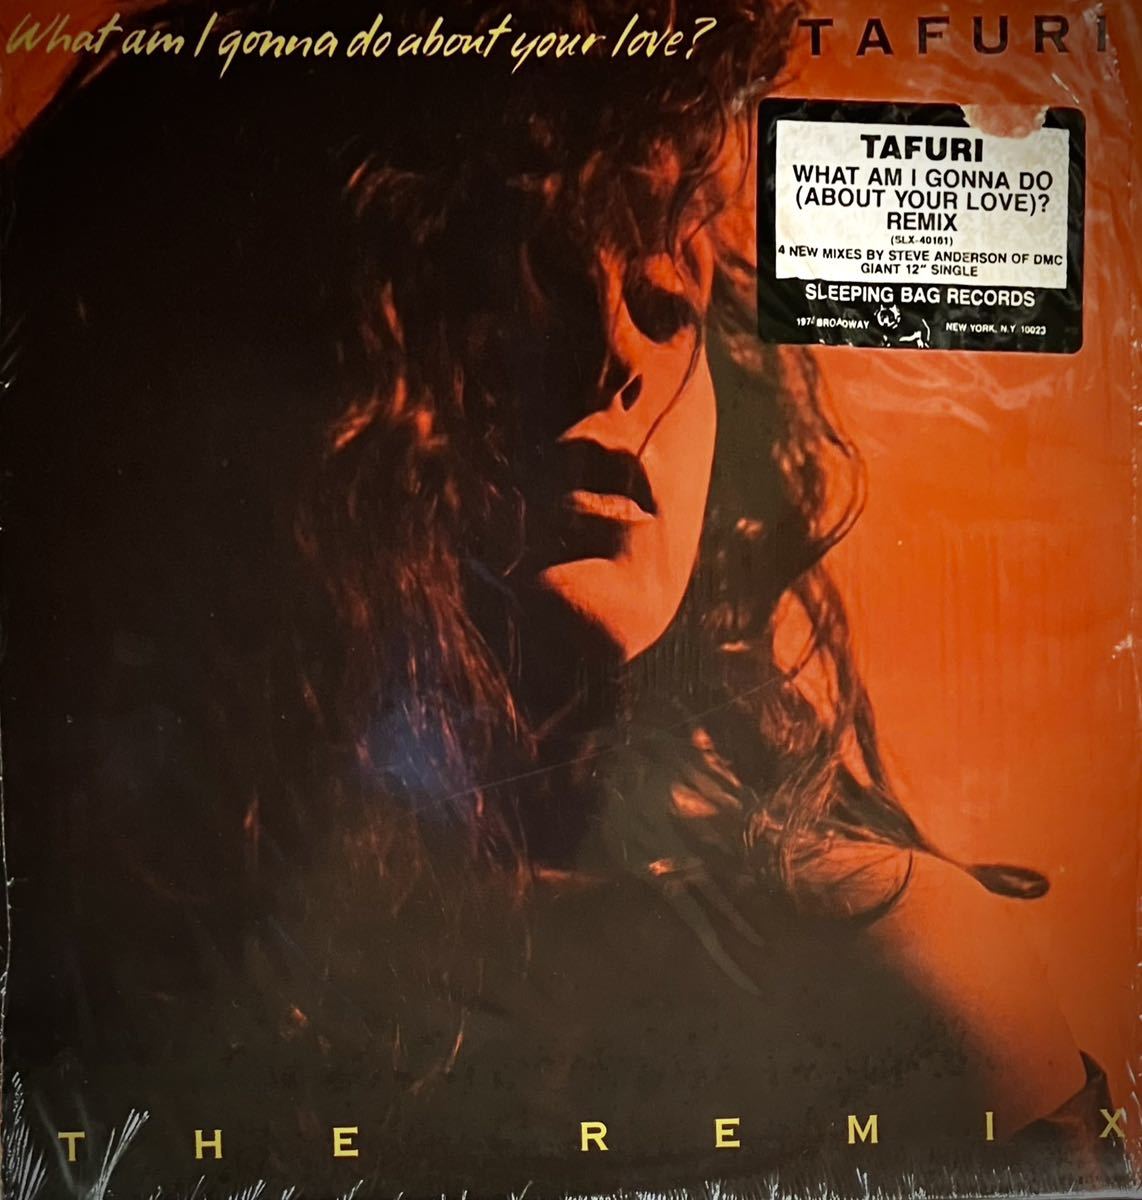 What am I gonna do about your love?
TAFURI
TAFURI
WHAT AM I GONNA DO
(ABOUT YOUR LOVE)?
REMIX
(SLX-40161)
4 NEW MIXES BY STEVE ANDERSON OF DMC
GIANT 12" SINGLE
SLEEPING BAG RECORDS
BROADWAY
NEW YORK, N.Y. 10023
THE REMIX